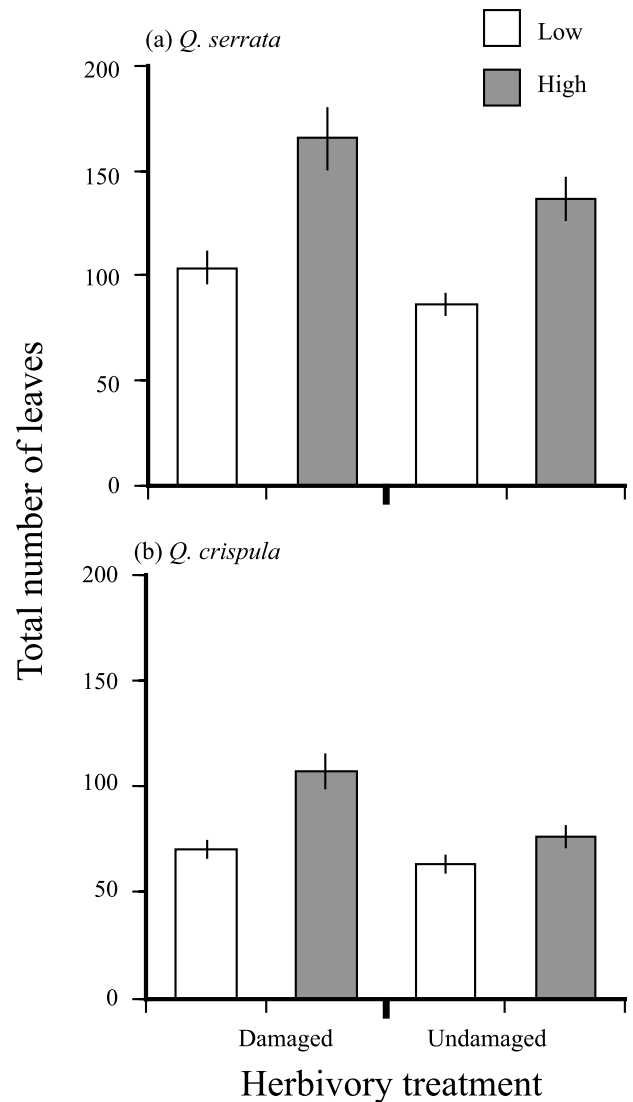 (a) Q. serrata
Low
High
200
150
100
50
0
Total number of leaves
(b) Q. crispula
200
150
100
50
0
Damaged
Undamaged
Herbivory treatment